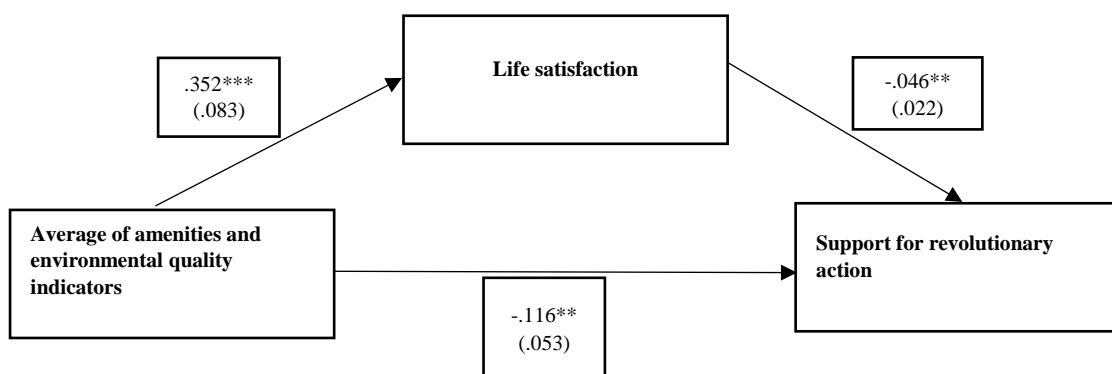 Life satisfaction
.352***
(.083)
-.046**
(.022)
Average of amenities and
environmental quality
indicators
Support for revolutionary
action
-.116**
(.053)